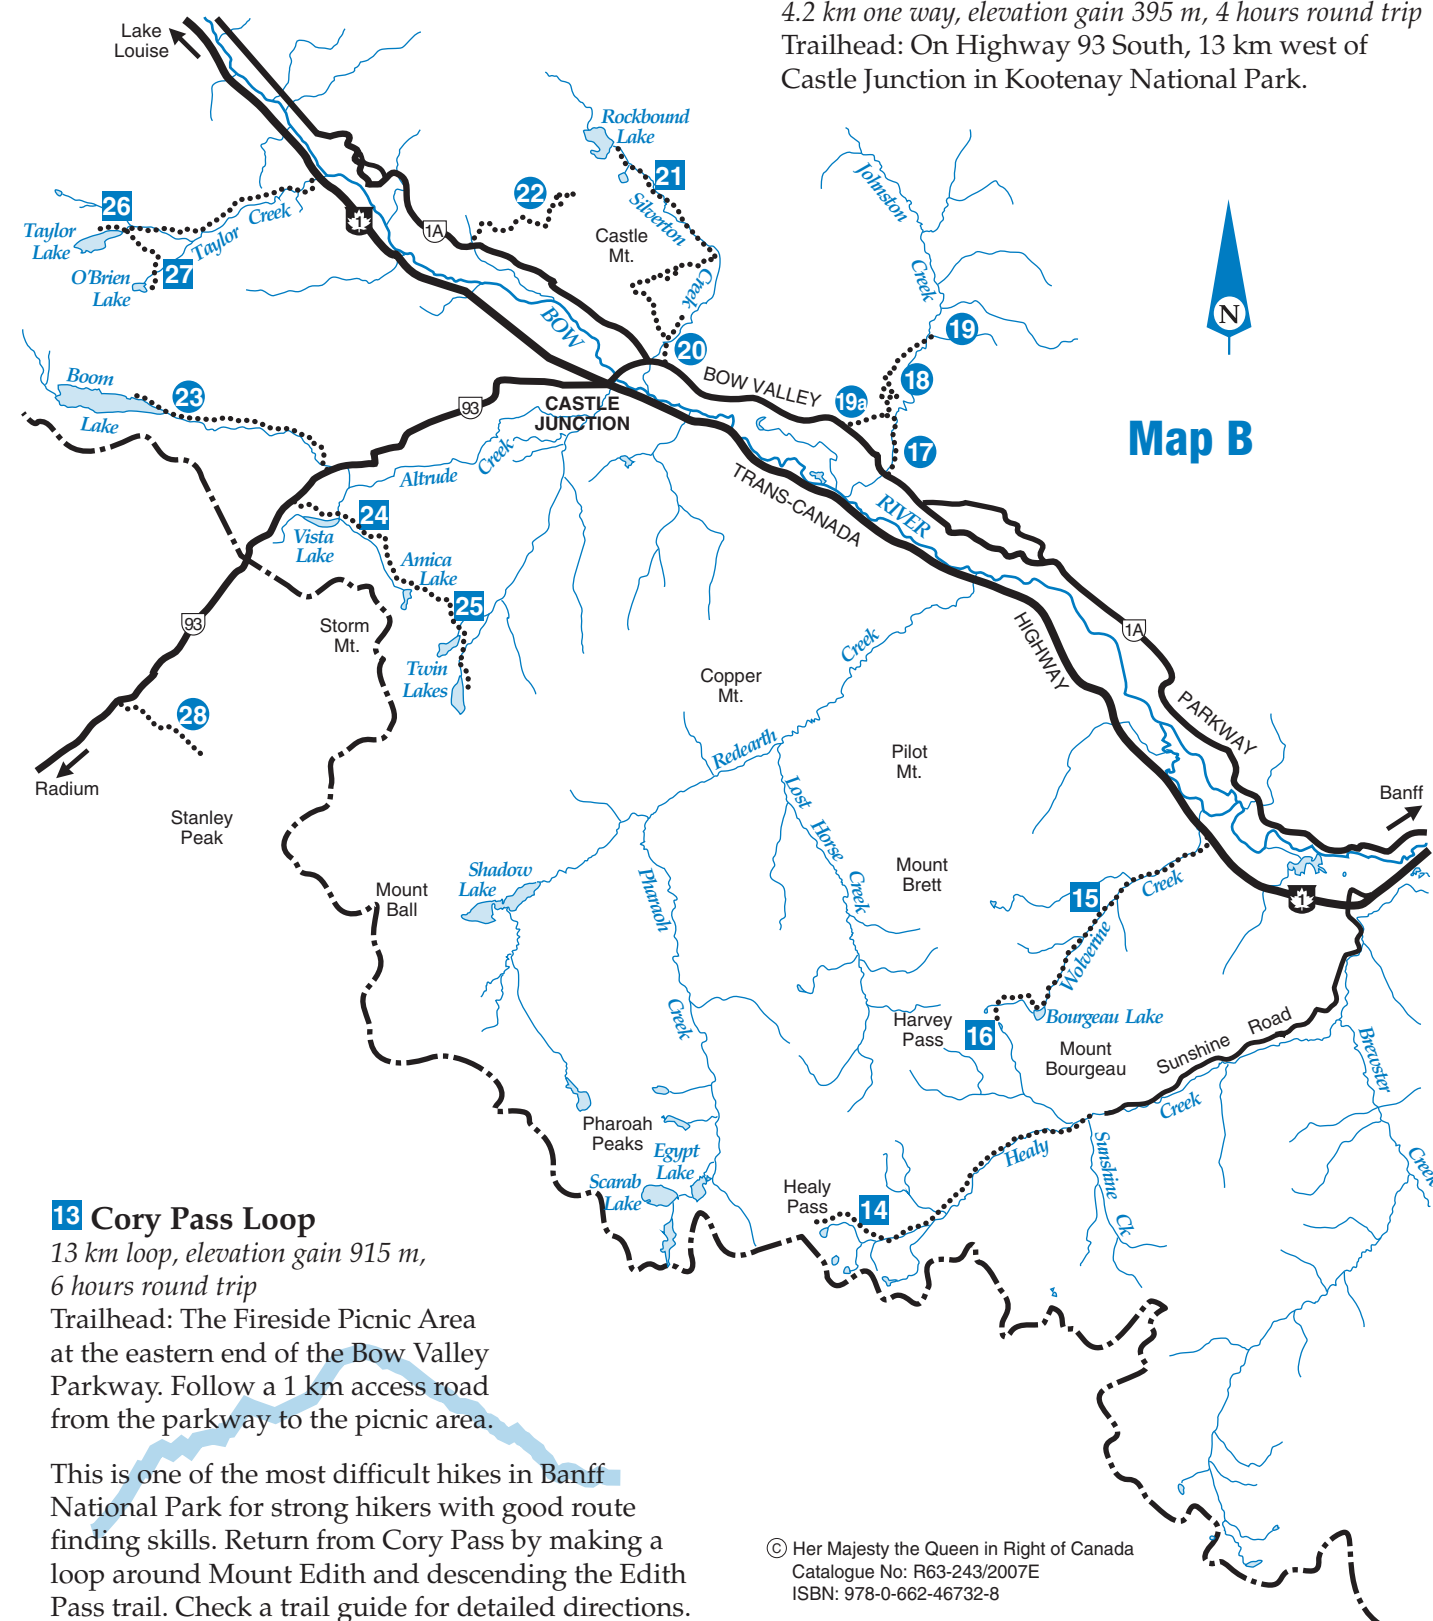 4.2 km one way, elevation gain 395 m, 4 hours round trip
Trailhead: On Highway 93 South, 13 km west of
Castle Junction in Kootenay National Park.
Lake
Louise
Rockbound
Lake
21
22
Silverton
Creek
Castle
Mt.
Johnston
Creek
26
Taylor
Lake
Taylor
Creek
O'Brien
Lake
27
1
1A
N
BOW
20
19
18
19a
17
BOW VALLEY
Map B
Boom
Lake
23
93
CASTLE
JUNCTION
Altrude
Creek
TRANS-CANADA
RIVER
24
Vista
Lake
Amica
Lake
25
93
Storm
Mt.
Twin
Lakes
Copper
Mt.
Creek
HIGHWAY
1A
PARKWAY
28
Radium
Stanley
Peak
Redearth
Pilot
Mt.
Lost
Horse
Creek
Banff
Shadow
Lake
Mount
Ball
Pharaoh
Creek
Mount
Brett
15
Creek
Wolverine
1
Harvey
Pass
16
Bourgeau Lake
Mount
Bourgeau
Sunshine
Road
Brewster
Creek
Creek
Pharoah
Peaks
Egypt
Lake
Scarab
Lake
Healy
Sunshine
Ck
Healy
Pass
14
13 Cory Pass Loop
13 km loop, elevation gain 915 m,
6 hours round trip
Trailhead: The Fireside Picnic Area
at the eastern end of the Bow Valley
Parkway. Follow a 1 km access road
from the parkway to the picnic area.
This is one of the most difficult hikes in Banff
National Park for strong hikers with good route
finding skills. Return from Cory Pass by making a
loop around Mount Edith and descending the Edith
Pass trail. Check a trail guide for detailed directions.
© Her Majesty the Queen in Right of Canada
Catalogue No: R63-243/2007E
ISBN: 978-0-662-46732-8